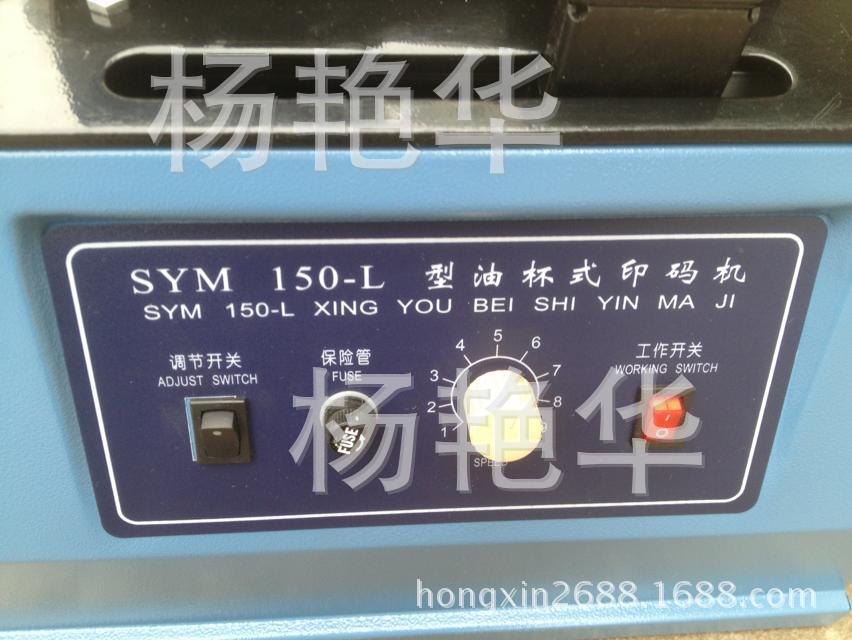 杨艳华
SYM 150-L 型油杯式印码机
SYM 150-L XING YOU BEI SHI YIN MA JI
调节开关
ADJUST SWITCH
保险管
FUSE
FUSE
1 2 3 4 5 6 7 8 9
SPEED
工作开关
WORKING SWITCH
杨艳华
hongxin2688.1688.com